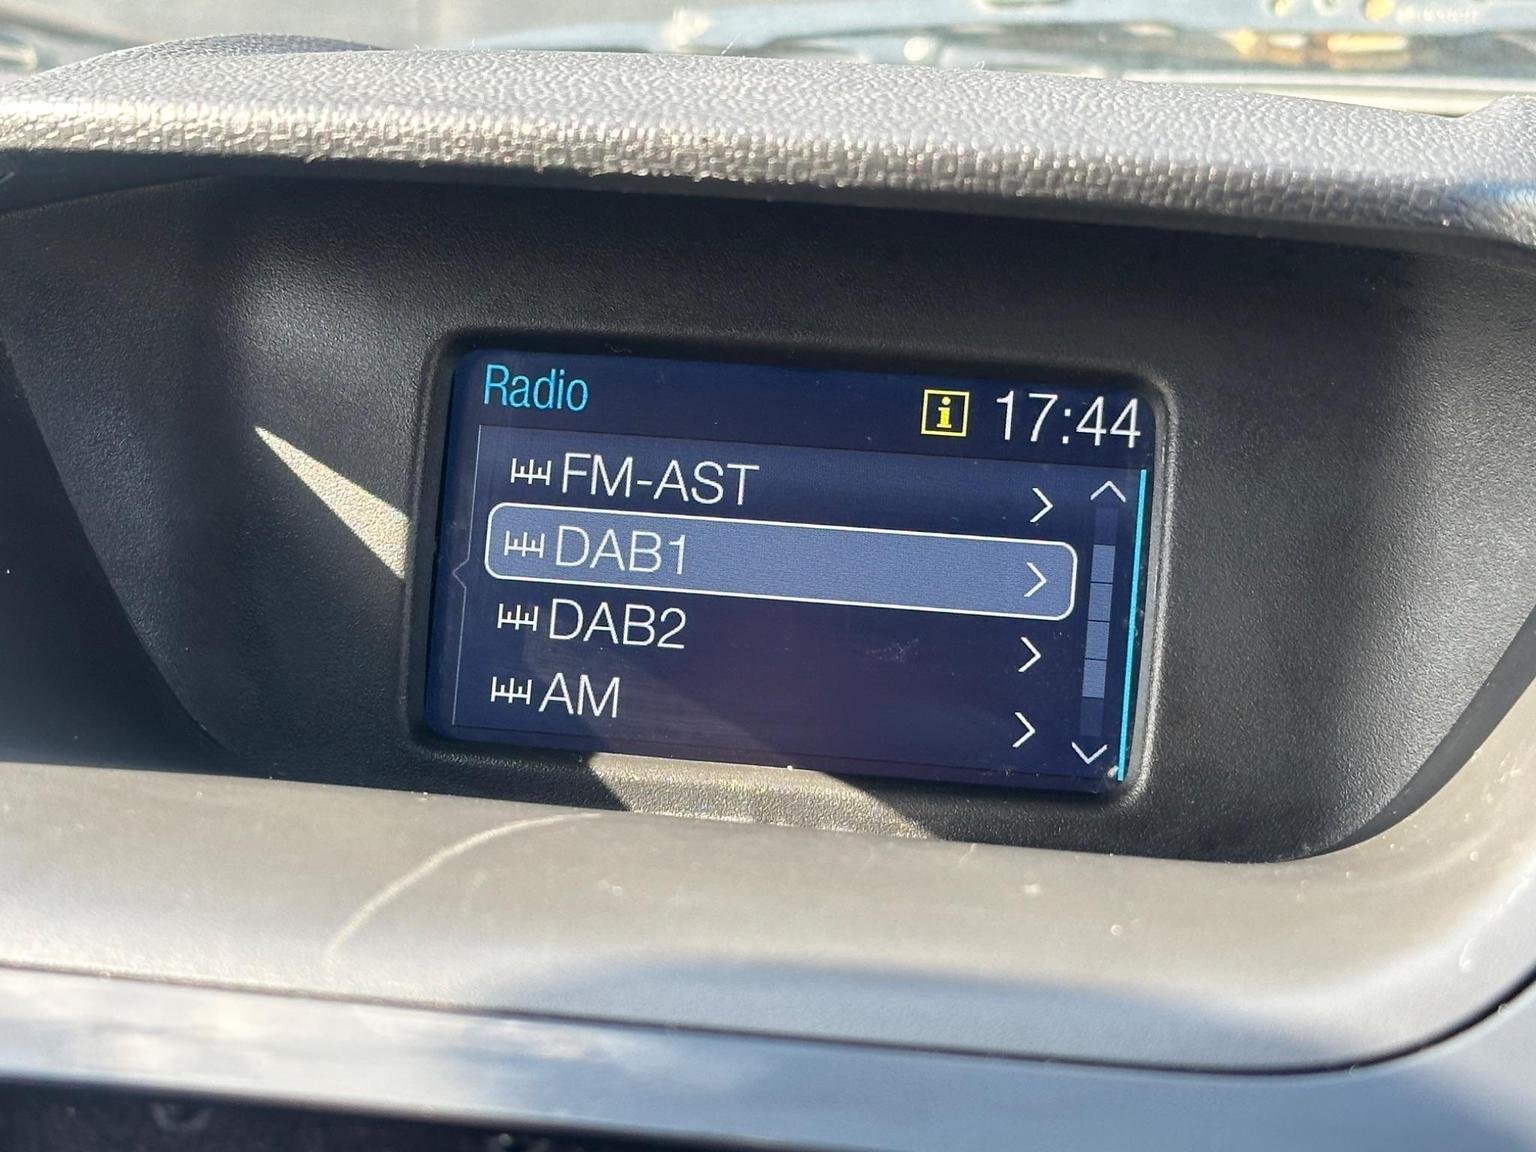 Radio
i 17:44
FM-AST
DAB1
DAB2
AM